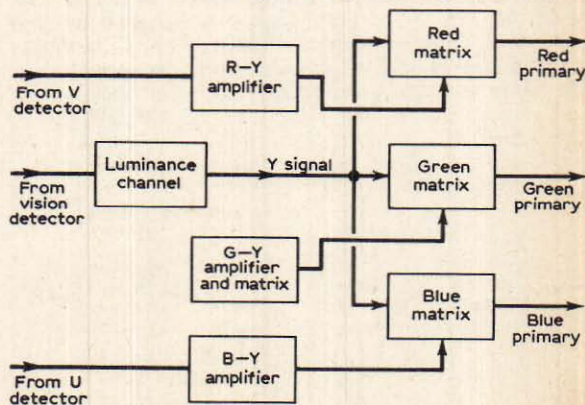 Red
matrix
Red
primary
R–Y
amplifier
From V
detector
Luminance
channel
Y signal
Green
matrix
Green
primary
From
vision
detector
G–Y
amplifier
and matrix
Blue
matrix
Blue
primary
B–Y
amplifier
From U
detector